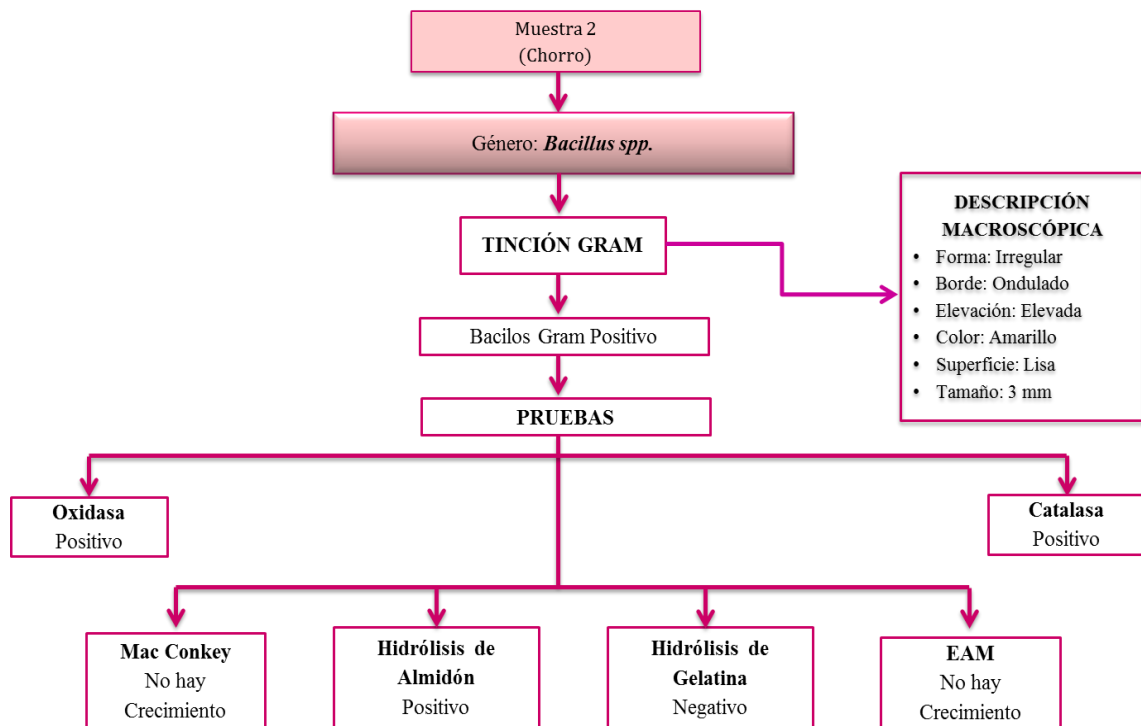 Muestra 2
(Chorro)
Género: Bacillus spp.
TINCIÓN GRAM
DESCRIPCIÓN
MACROSCÓPICA
• Forma: Irregular
• Borde: Ondulado
• Elevación: Elevada
• Color: Amarillo
• Superficie: Lisa
• Tamaño: 3 mm
Bacilos Gram Positivo
PRUEBAS
Oxidasa
Positivo
Catalasa
Positivo
Mac Conkey
No hay
Crecimiento
Hidrólisis de
Almidón
Positivo
Hidrólisis de
Gelatina
Negativo
EAM
No hay
Crecimiento